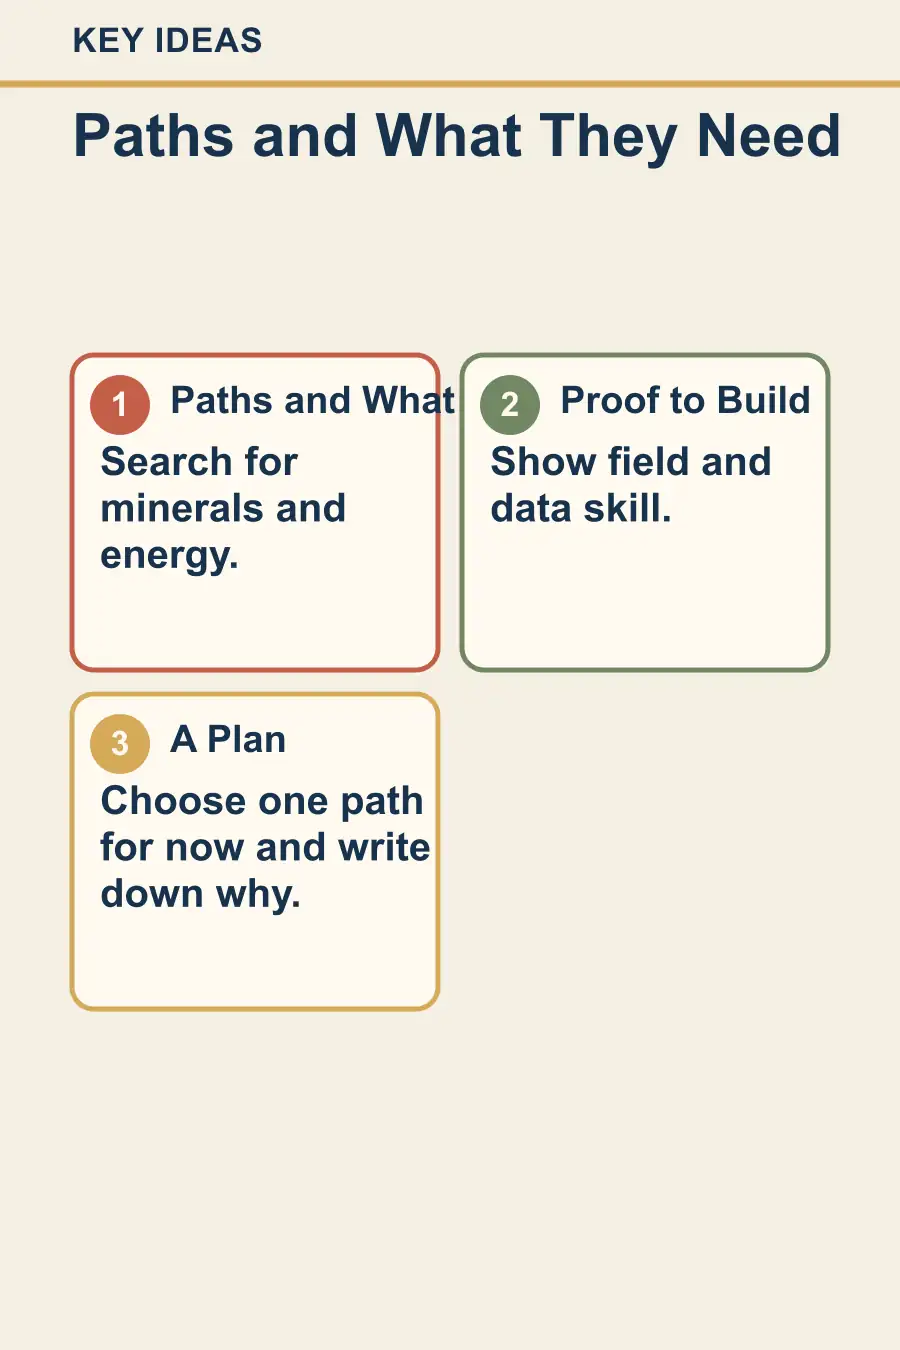 KEY IDEAS
Paths and What They Need
1
Paths and What
Search for
minerals and
energy.
2
Proof to Build
Show field and
data skill.
3
A Plan
Choose one path
for now and write
down why.